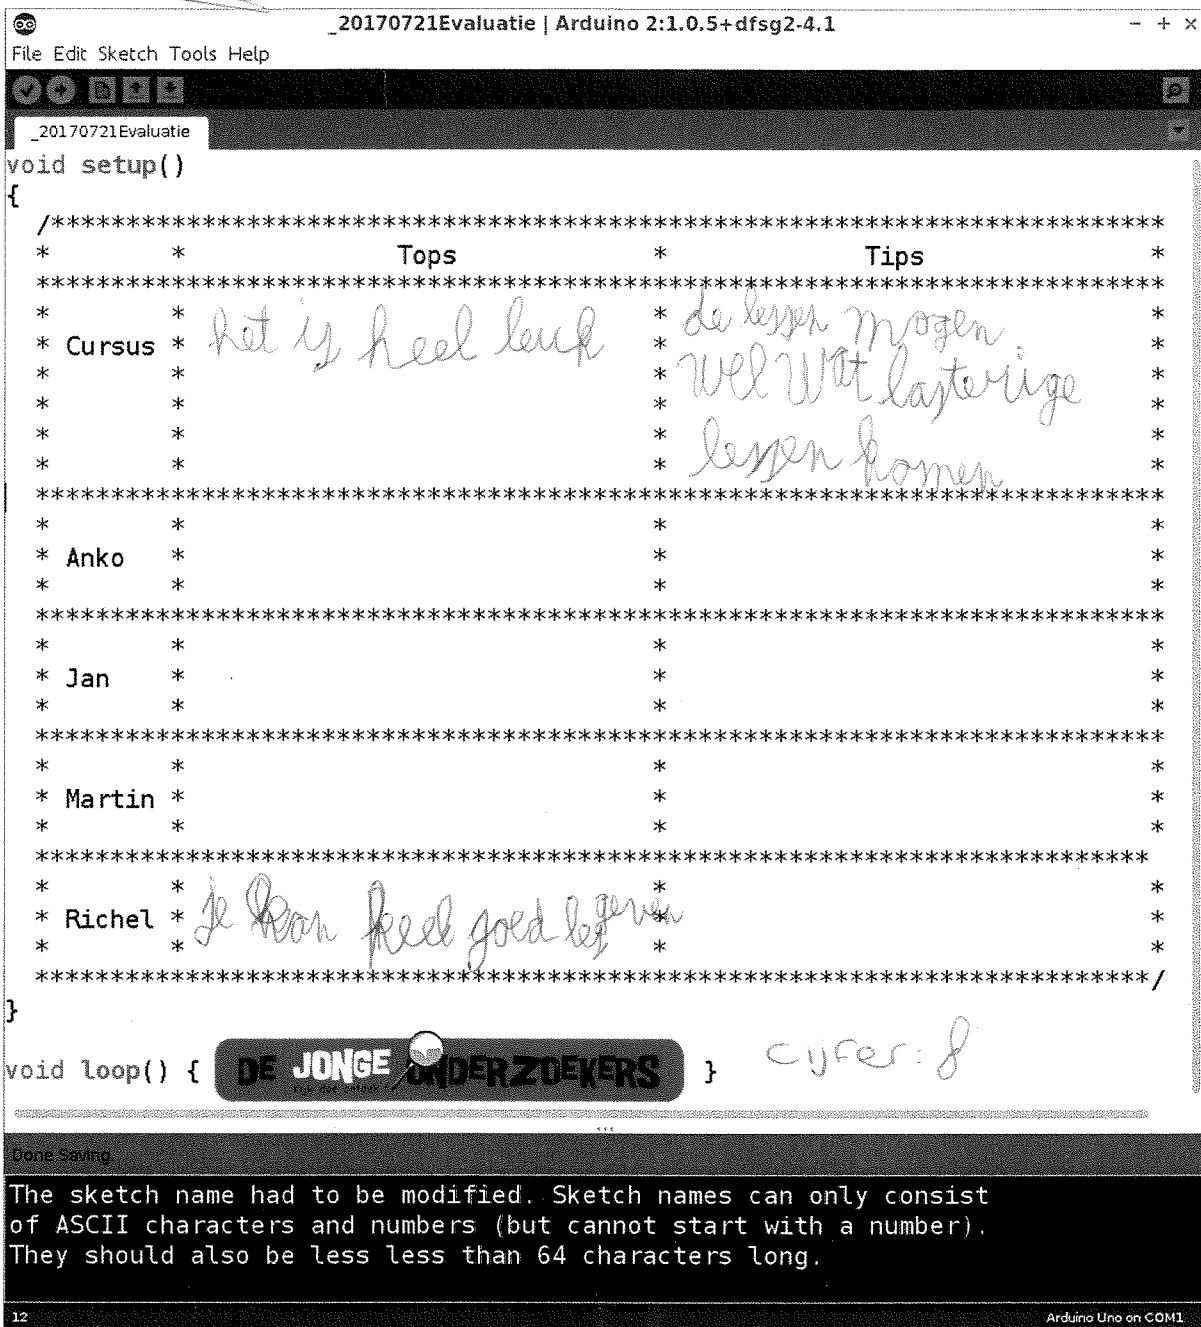 _20170721Evaluatie | Arduino 2:1.0.5+dfsg2-4.1
File Edit Sketch Tools Help
_20170721Evaluatie
void setup()
{
/**************************************************************************
* * Tops * Tips *
***************************************************************************
* Cursus * het is heel leuk * de lessen mogen
wel wat lasterige
lessen komen
***************************************************************************
* Anko * * *
***************************************************************************
* Jan * * *
***************************************************************************
* Martin * * *
**************************************************************************
* Richel * je kan heel goed les geven * *
**************************************************************************/
}
void loop() { DE JONGE ONDERZOEKERS } cijfer: 8
Done Saving.
The sketch name had to be modified. Sketch names can only consist
of ASCII characters and numbers (but cannot start with a number).
They should also be less less than 64 characters long.
12 Arduino Uno on COM1